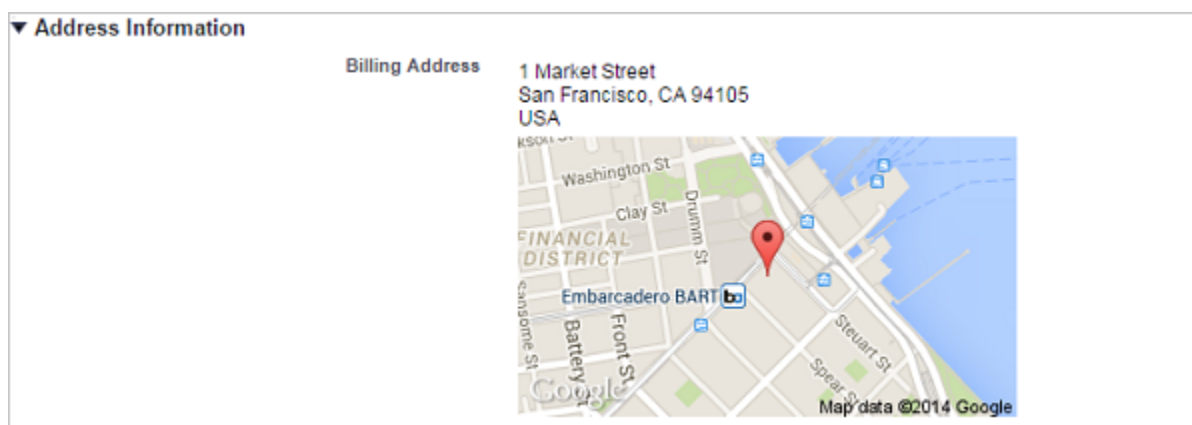 Address Information
Billing Address
1 Market Street
San Francisco, CA 94105
USA
Washington St
Clay St
Drumm St
FINANCIAL
DISTRICT
Embarcadero BART
Sansome St
Battery St
Front St
Steuart St
Spear St
Google
Map data ©2014 Google